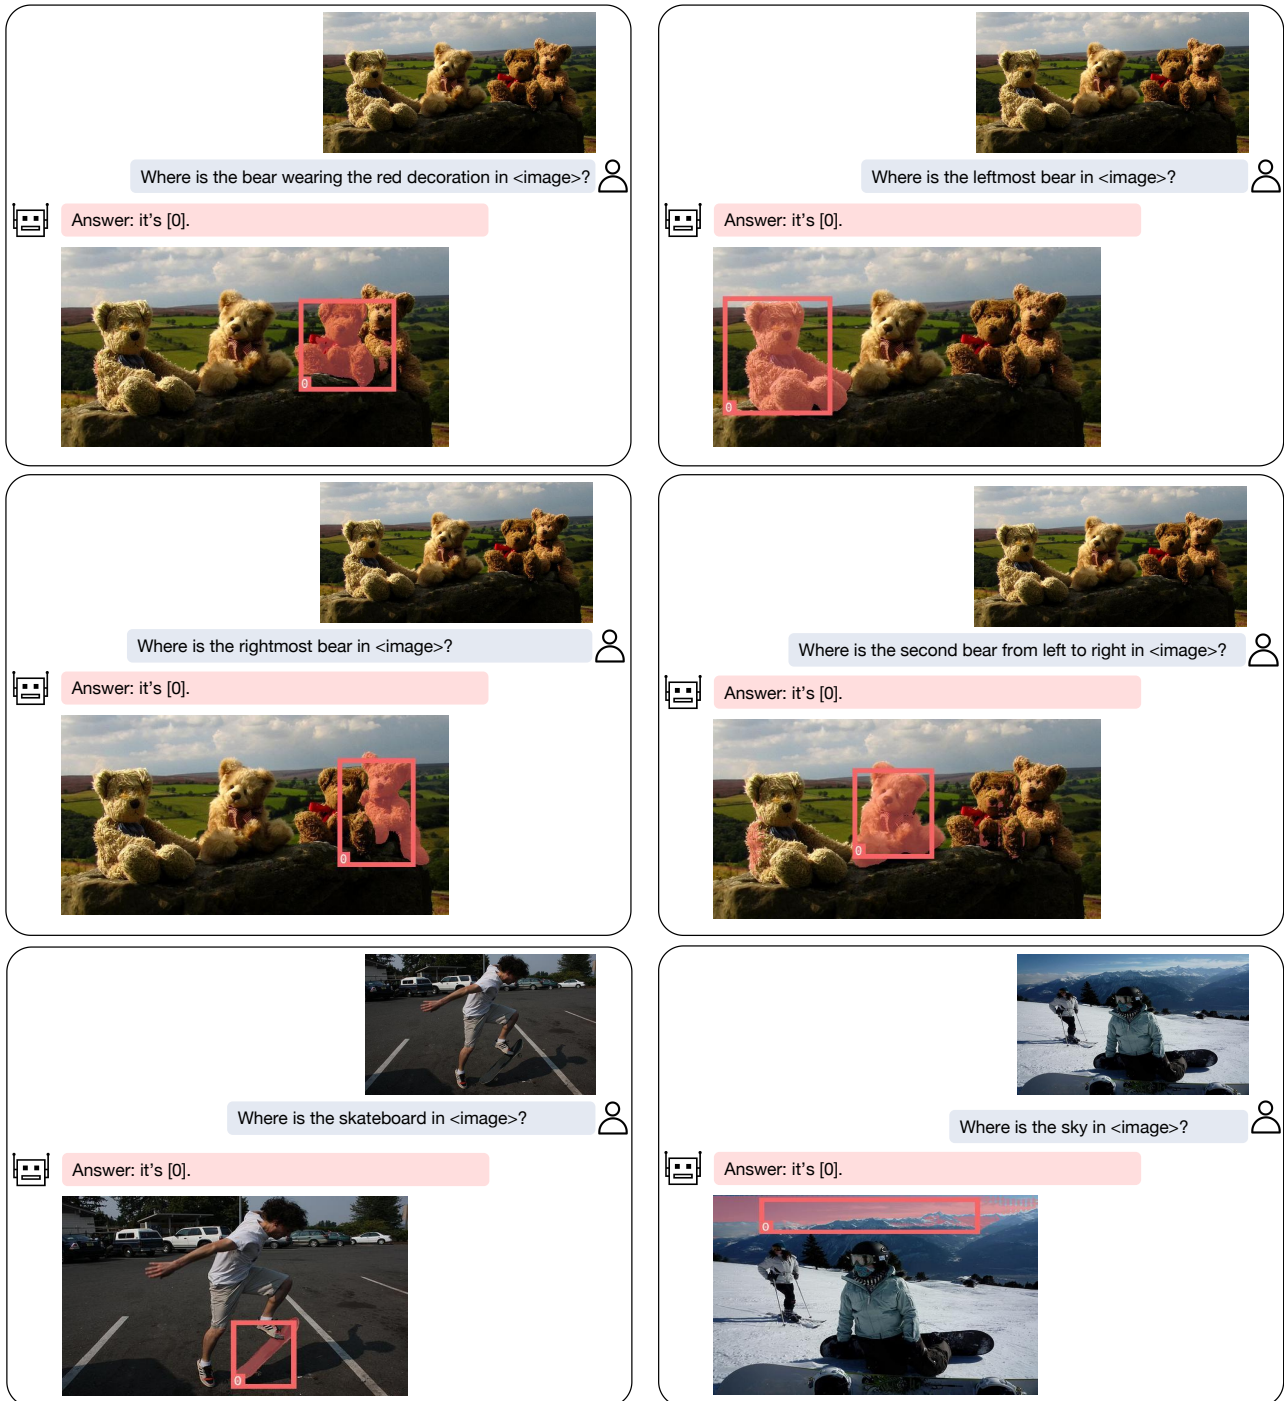 Where is the bear wearing the red decoration in <image>?
Answer: it's [0].
0
Where is the leftmost bear in <image>?
Answer: it's [0].
0
Where is the rightmost bear in <image>?
Answer: it's [0].
0
Where is the second bear from left to right in <image>?
Answer: it's [0].
0
Where is the skateboard in <image>?
Answer: it's [0].
0
Where is the sky in <image>?
Answer: it's [0].
0